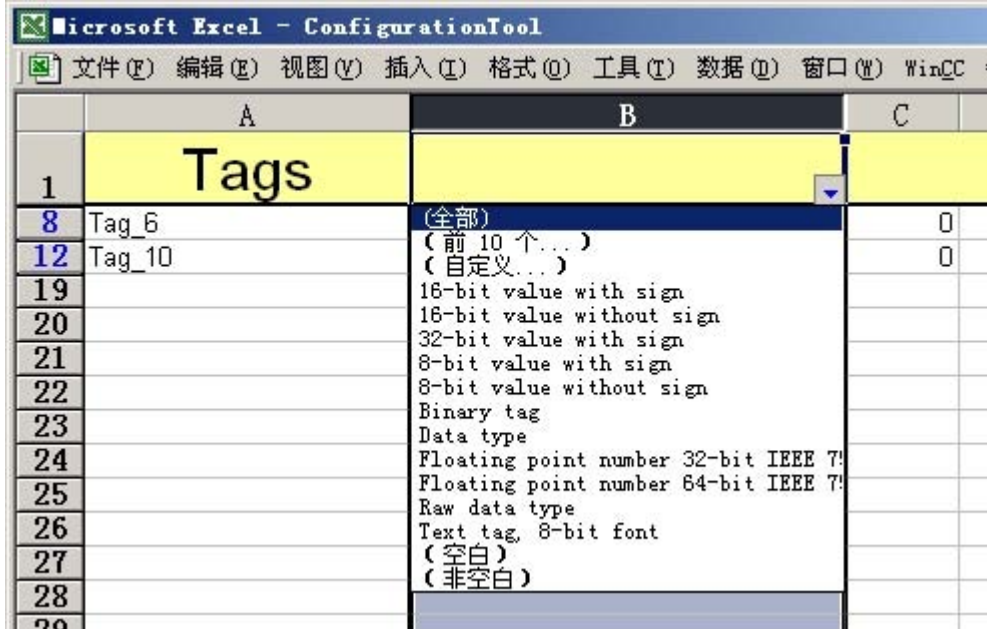 Microsoft Excel - ConfigurationTool
文件(F) 编辑(E) 视图(V) 插入(I) 格式(O) 工具(T) 数据(D) 窗口(W) WinCC
A B C
1 Tags
8 Tag_6 0
12 Tag_10 0
19
20
21
22
23
24
25
26
27
28
29
(全部)
(前 10 个...)
(自定义...)
16-bit value with sign
16-bit value without sign
32-bit value with sign
8-bit value with sign
8-bit value without sign
Binary tag
Data type
Floating point number 32-bit IEEE 7
Floating point number 64-bit IEEE 7
Raw data type
Text tag, 8-bit font
(空白)
(非空白)